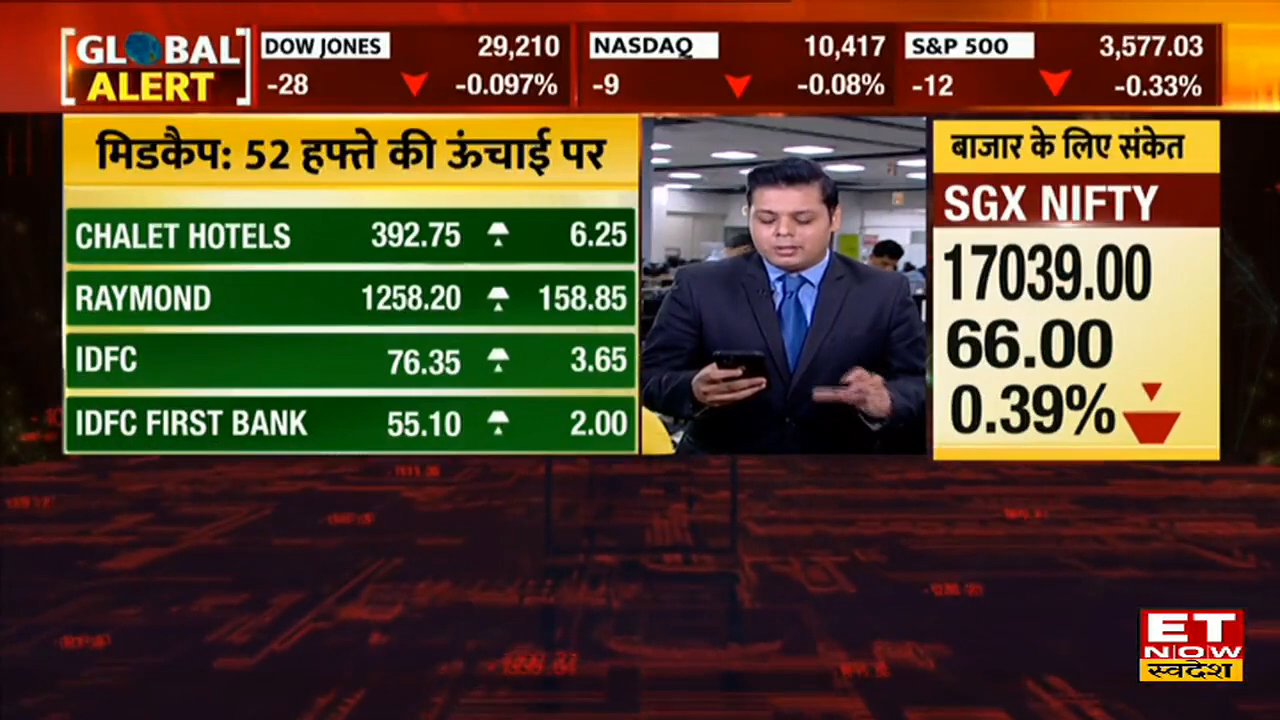 GLOBAL
ALERT
DOW JONES 29,210
-28 -0.097%
NASDAQ 10,417
-9 -0.08%
S&P 500 3,577.03
-12 -0.33%
मिडकैप: 52 हफ्ते की ऊंचाई पर
CHALET HOTELS 392.75 6.25
RAYMOND 1258.20 158.85
IDFC 76.35 3.65
IDFC FIRST BANK 55.10 2.00
बाजार के लिए संकेत
SGX NIFTY
17039.00
66.00
0.39%
ET
NOW
स्वदेश